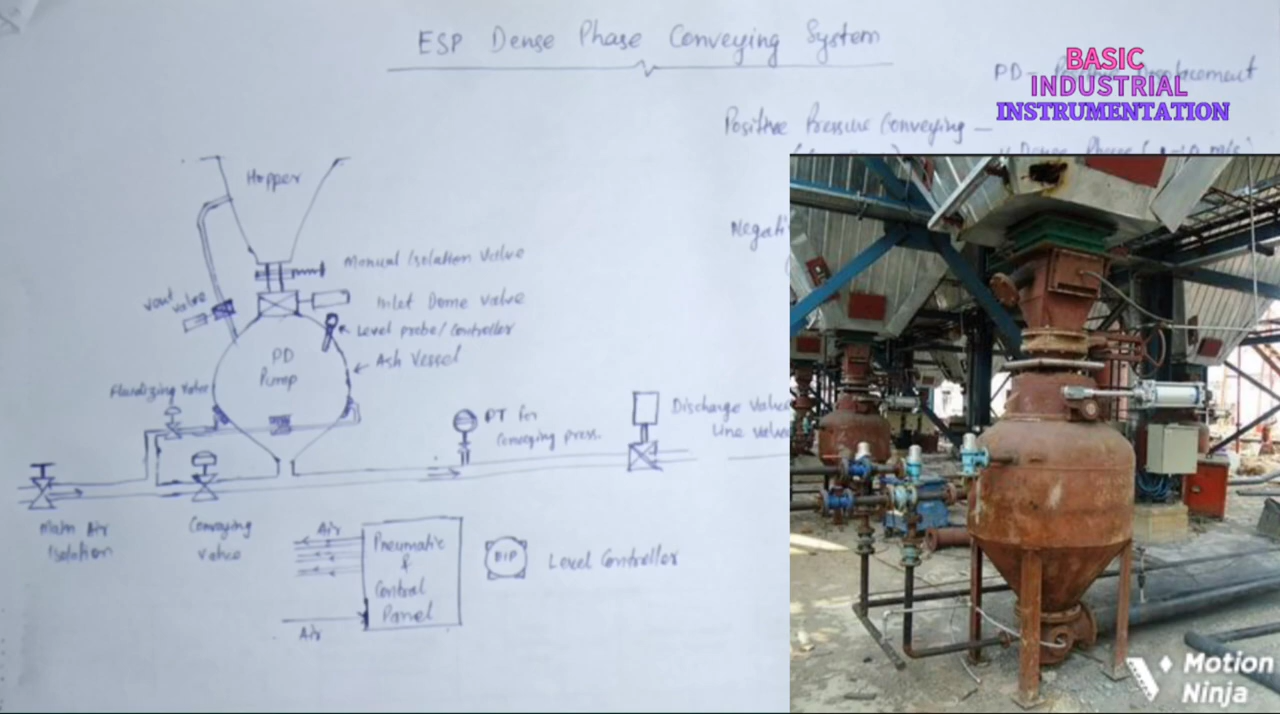 ESP Dense Phase Conveying System
BASIC
INDUSTRIAL
INSTRUMENTATION
PD - Positive Displacement
Positive Pressure Conveying -
Hopper
Manual Isolation Valve
Vent valve
Inlet Dome Valve
Level probe/controller
Ash Vessel
PD
Pump
Fluidizing valve
PT for
Conveying press.
Discharge Valve
Line valve
Main Air
Isolation
Conveying
valve
Air
Pneumatic
&
Control
Panel
Air
Level Controller
Motion
Ninja